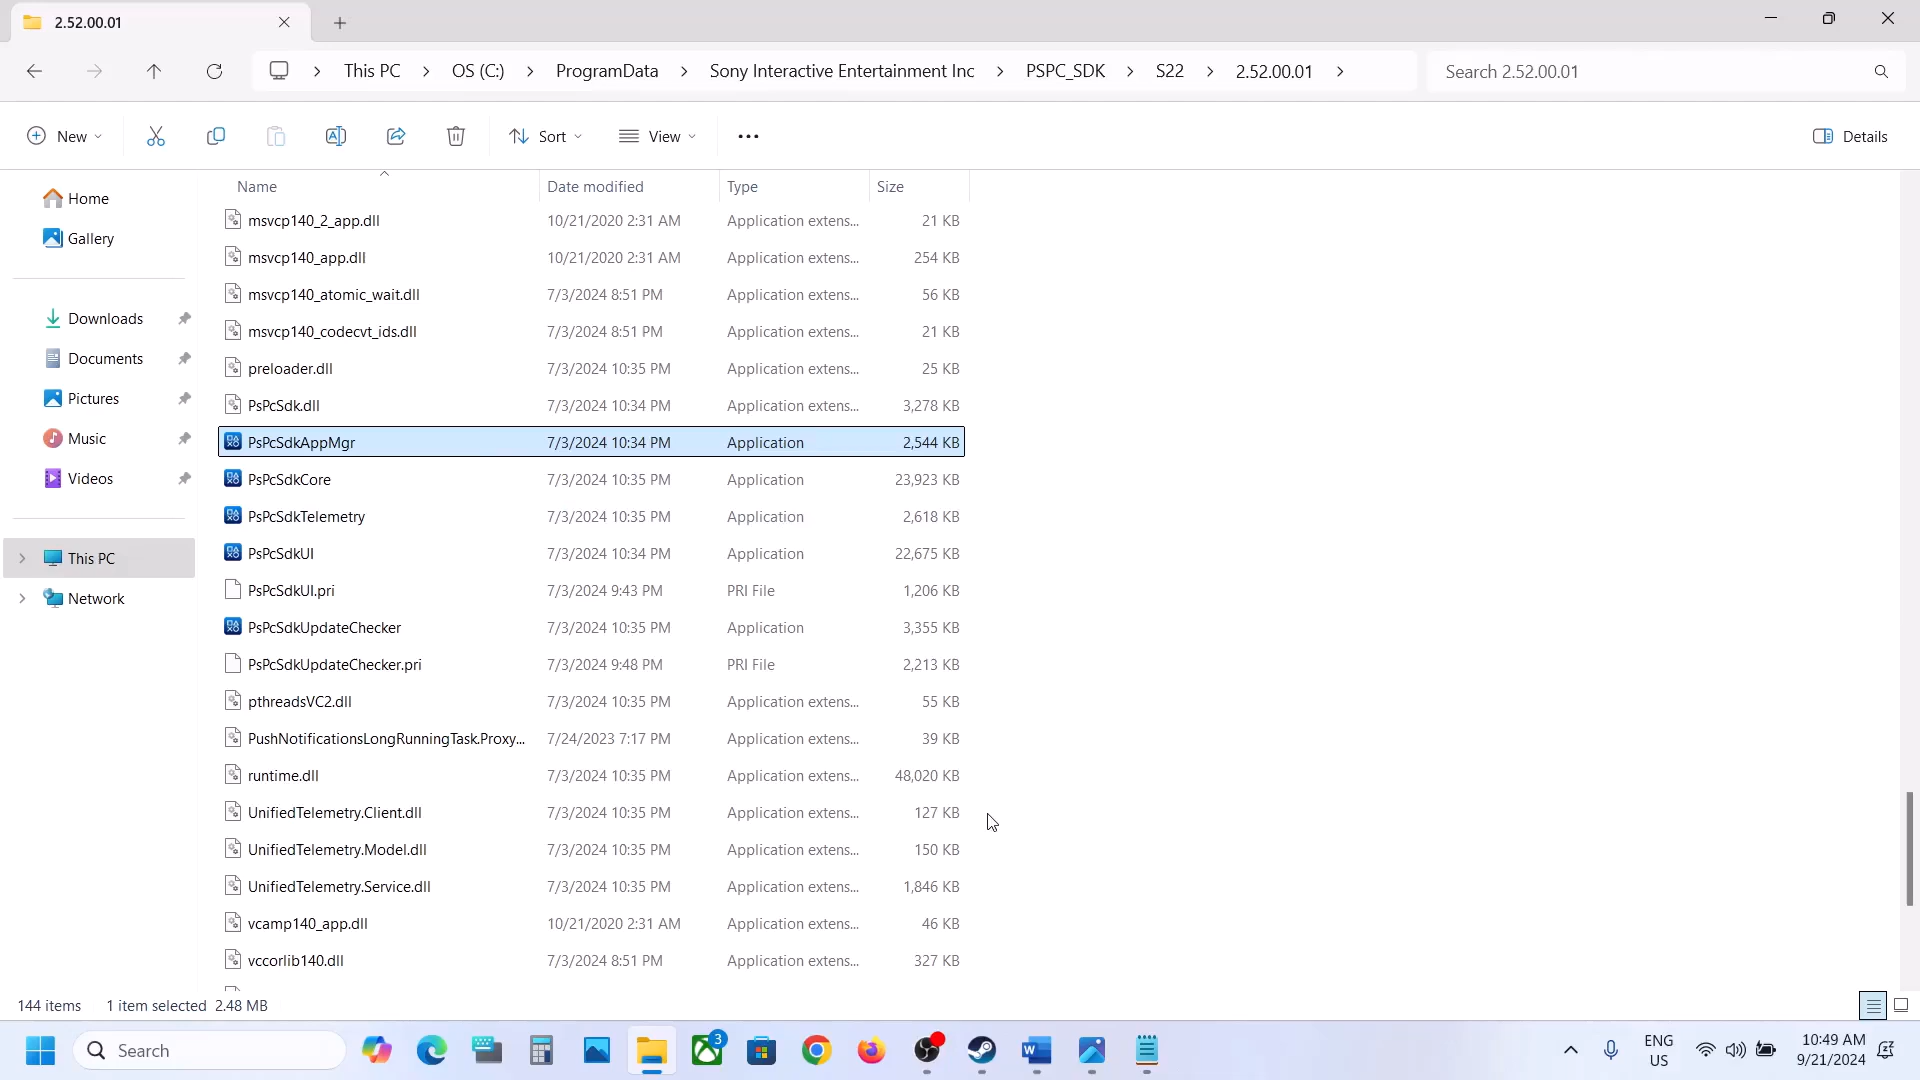 2.52.00.01
This PC
OS (C:)
ProgramData
Sony Interactive Entertainment Inc
PSPC_SDK
S22
2.52.00.01
Search 2.52.00.01
New
Sort
View
Details
Name
Date modified
Type
Size
Home
Gallery
Downloads
Documents
Pictures
Music
Videos
This PC
Network
msvcp140_2_app.dll 10/21/2020 2:31 AM Application extens... 21 KB
msvcp140_app.dll 10/21/2020 2:31 AM Application extens... 254 KB
msvcp140_atomic_wait.dll 7/3/2024 8:51 PM Application extens... 56 KB
msvcp140_codecvt_ids.dll 7/3/2024 8:51 PM Application extens... 21 KB
preloader.dll 7/3/2024 10:35 PM Application extens... 25 KB
PsPcSdk.dll 7/3/2024 10:34 PM Application extens... 3,278 KB
PsPcSdkAppMgr 7/3/2024 10:34 PM Application 2,544 KB
PsPcSdkCore 7/3/2024 10:35 PM Application 23,923 KB
PsPcSdkTelemetry 7/3/2024 10:35 PM Application 2,618 KB
PsPcSdkUI 7/3/2024 10:34 PM Application 22,675 KB
PsPcSdkUI.pri 7/3/2024 9:43 PM PRI File 1,206 KB
PsPcSdkUpdateChecker 7/3/2024 10:35 PM Application 3,355 KB
PsPcSdkUpdateChecker.pri 7/3/2024 9:48 PM PRI File 2,213 KB
pthreadsVC2.dll 7/3/2024 10:35 PM Application extens... 55 KB
PushNotificationsLongRunningTask.Proxy... 7/24/2023 7:17 PM Application extens... 39 KB
runtime.dll 7/3/2024 10:35 PM Application extens... 48,020 KB
UnifiedTelemetry.Client.dll 7/3/2024 10:35 PM Application extens... 127 KB
UnifiedTelemetry.Model.dll 7/3/2024 10:35 PM Application extens... 150 KB
UnifiedTelemetry.Service.dll 7/3/2024 10:35 PM Application extens... 1,846 KB
vcamp140_app.dll 10/21/2020 2:31 AM Application extens... 46 KB
vccorlib140.dll 7/3/2024 8:51 PM Application extens... 327 KB
144 items 1 item selected 2.48 MB
Search
3
ENG
US
10:49 AM
9/21/2024